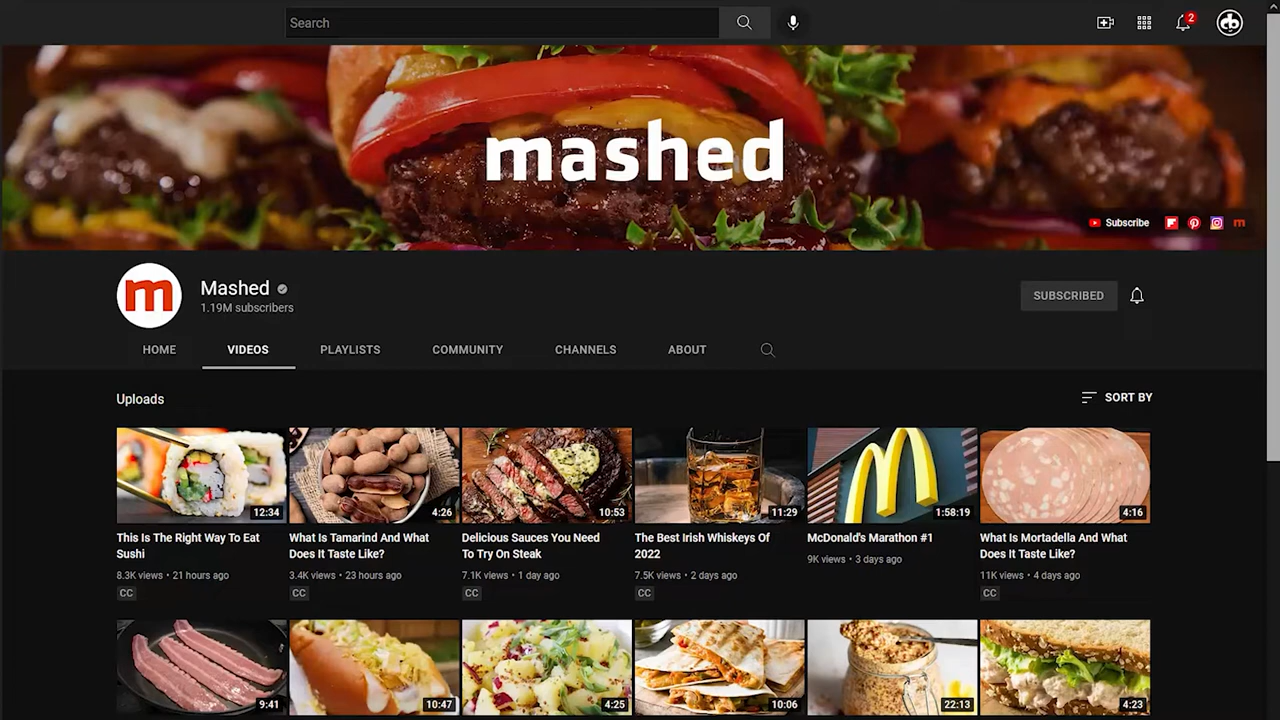 Search
2
mashed
Subscribe
m
m
Mashed
1.19M subscribers
SUBSCRIBED
HOME
VIDEOS
PLAYLISTS
COMMUNITY
CHANNELS
ABOUT
Uploads
SORT BY
12:34
4:26
10:53
11:29
1:58:19
4:16
This Is The Right Way To Eat
Sushi
8.3K views • 21 hours ago
CC
What Is Tamarind And What
Does It Taste Like?
3.4K views • 23 hours ago
CC
Delicious Sauces You Need
To Try On Steak
7.1K views • 1 day ago
CC
The Best Irish Whiskeys Of
2022
7.5K views • 2 days ago
CC
McDonald's Marathon #1
9K views • 3 days ago
What Is Mortadella And What
Does It Taste Like?
11K views • 4 days ago
CC
9:41
10:47
4:25
10:06
22:13
4:23